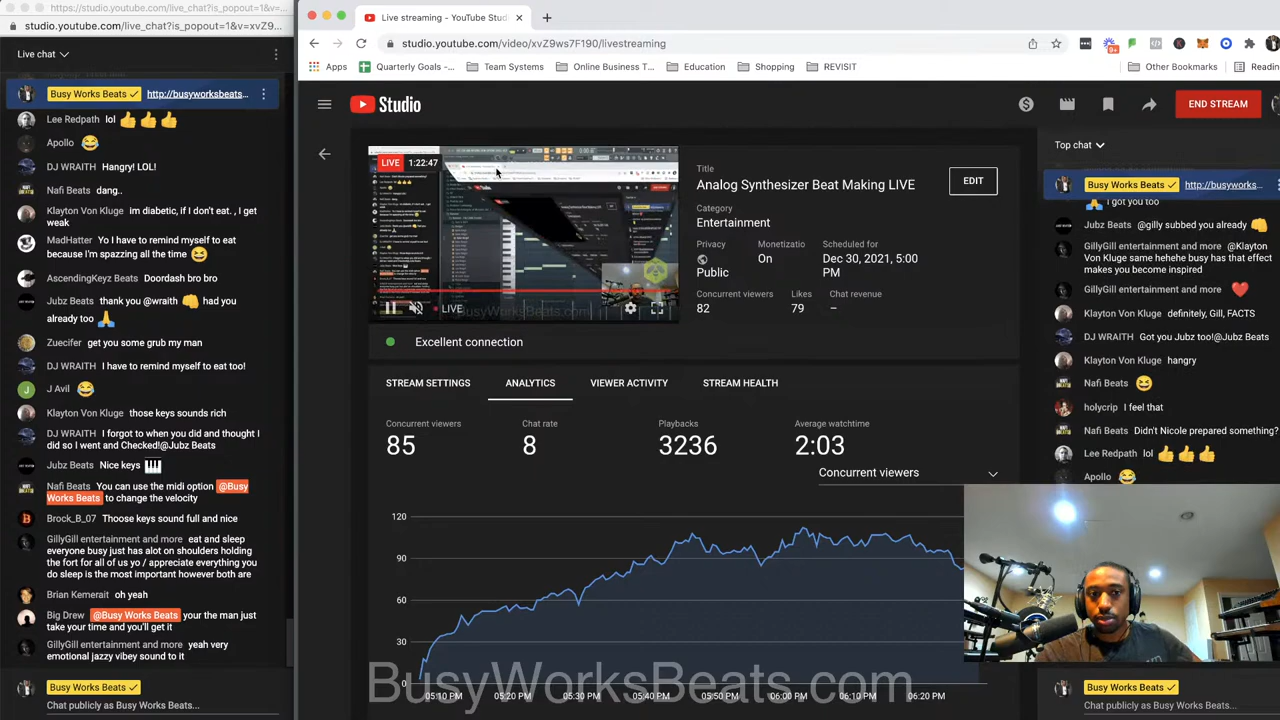 https://studio.youtube.com/live_chat?is_popout=1&v=xvZ9ws7F190
studio.youtube.com/live_chat?is_popout=1&v=xvZ9...
Live chat
Busy Works Beats http://busyworksbeats...
Lee Redpath lol 👍👍👍
Apollo 😂
DJ WRAITH Hangry! LOL!
Nafi Beats dang..
Klayton Von Kluge
get
weak
MadHatter Yo I have to remind myself to eat
because I'm spazzing all the time
AscendingKeyz Beats Doordash bro bro
Jubz Beats thank you @wraith 👊 had you
already too 🙏
Zuecifer get you some grub my man
DJ WRAITH I have to remind myself to eat too!
J Avil 😂
Klayton Von Kluge those keys sounds rich
DJ WRAITH I forgot to when you did and thought I
did so I went and Checked!@Jubz Beats
Jubz Beats Nice keys 🎹
Nafi Beats You can use the midi option @Busy
Works Beats to change the velocity
Brock_B_07 Thoose keys sound full and nice
GillyGill entertainment and more eat and sleep
everyone busy just has alot on shoulders holding
the fort for all of us yo / appreciate everything you
do sleep is the most important however both are
Brian Kemerait oh yeah
Big Drew @Busy Works Beats your the man just
take your time and you'll get it
GillyGill entertainment and more yeah very
emotional jazzy vibey sound to it
Busy Works Beats
Chat publicly as Busy Works Beats...
Live streaming - YouTube Stud
studio.youtube.com/video/xvZ9ws7F190/livestreaming
Apps
Quarterly Goals -...
Team Systems
Online Business T...
Education
Shopping
REVISIT
Other Bookmarks
Readin
9+
Studio
END STREAM
LIVE 1:22:47
LIVE
BusyWorksBeats.com
Title
Analog Synthesizer Beat Making LIVE
EDIT
Category
Entertainment
Privacy
Public
Monetization
On
Scheduled for
Sep 30, 2021, 5:00
PM
Concurrent viewers
82
Likes
79
Chat revenue
–
Excellent connection
STREAM SETTINGS
ANALYTICS
VIEWER ACTIVITY
STREAM HEALTH
Concurrent viewers
85
Chat rate
8
Playbacks
3236
Average watchtime
2:03
Concurrent viewers
120
90
60
30
0
05:10 PM
05:20 PM
05:30 PM
05:40 PM
05:50 PM
06:00 PM
06:10 PM
06:20 PM
BusyWorksBeats.com
Top chat
Busy Works Beats http://busywork...
🙏 I got you too
Jubz Beats @gilly subbed you already 👊
GillyGill entertainment and more @Klayton
Von Kluge same hehehe busy has that effect
makes you become inspired
GillyGill entertainment and more ❤️
Klayton Von Kluge definitely, Gill, FACTS
DJ WRAITH Got you Jubz too!@Jubz Beats
Klayton Von Kluge hangry
Nafi Beats 😆
holycrip I feel that
Nafi Beats Didn't Nicole prepared something?
Lee Redpath lol 👍👍👍
Apollo 😂
Busy Works Beats
Chat publicly as Busy Works Beats...